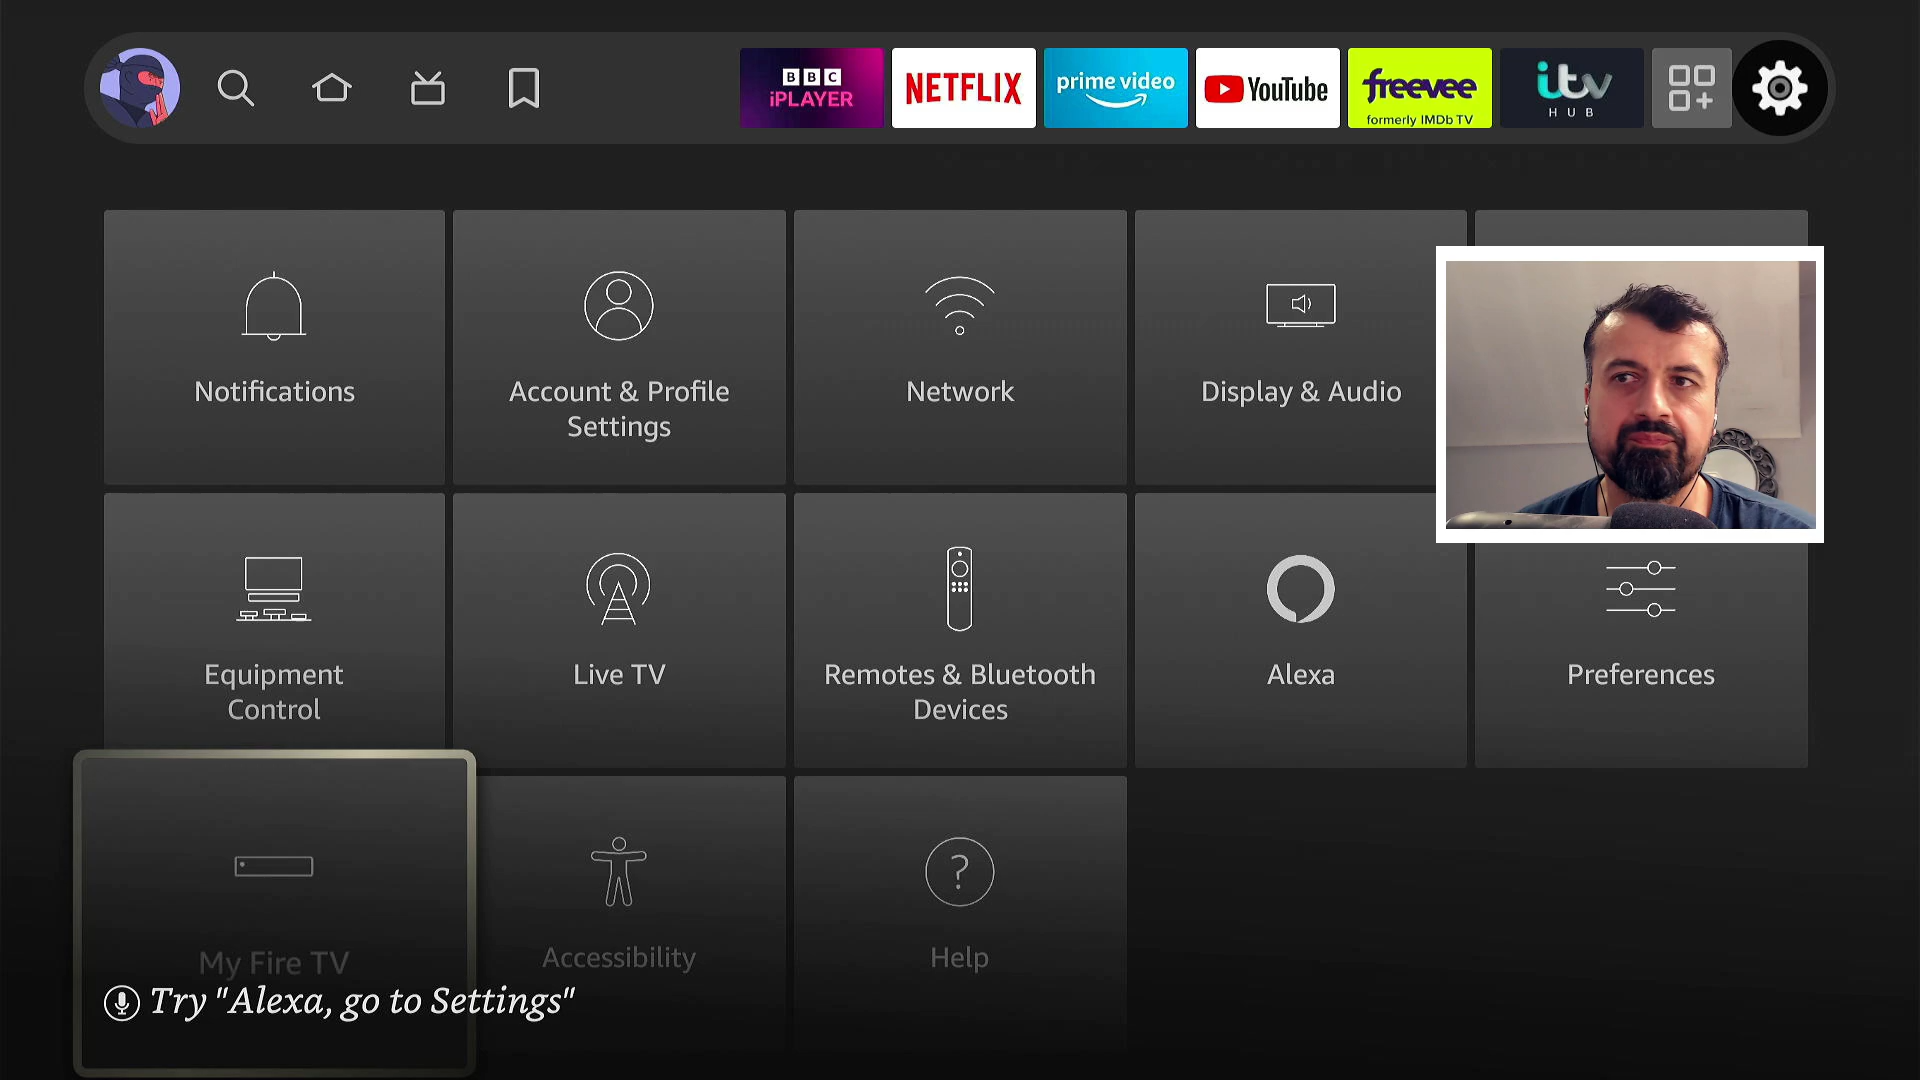 BBC
iPLAYER
NETFLIX
prime video
YouTube
freevee
formerly IMDb TV
itv
HUB
Notifications
Account & Profile
Settings
Network
Display & Audio
Equipment
Control
Live TV
Remotes & Bluetooth
Devices
Alexa
Preferences
My Fire TV
Accessibility
Help
?
Try "Alexa, go to Settings"